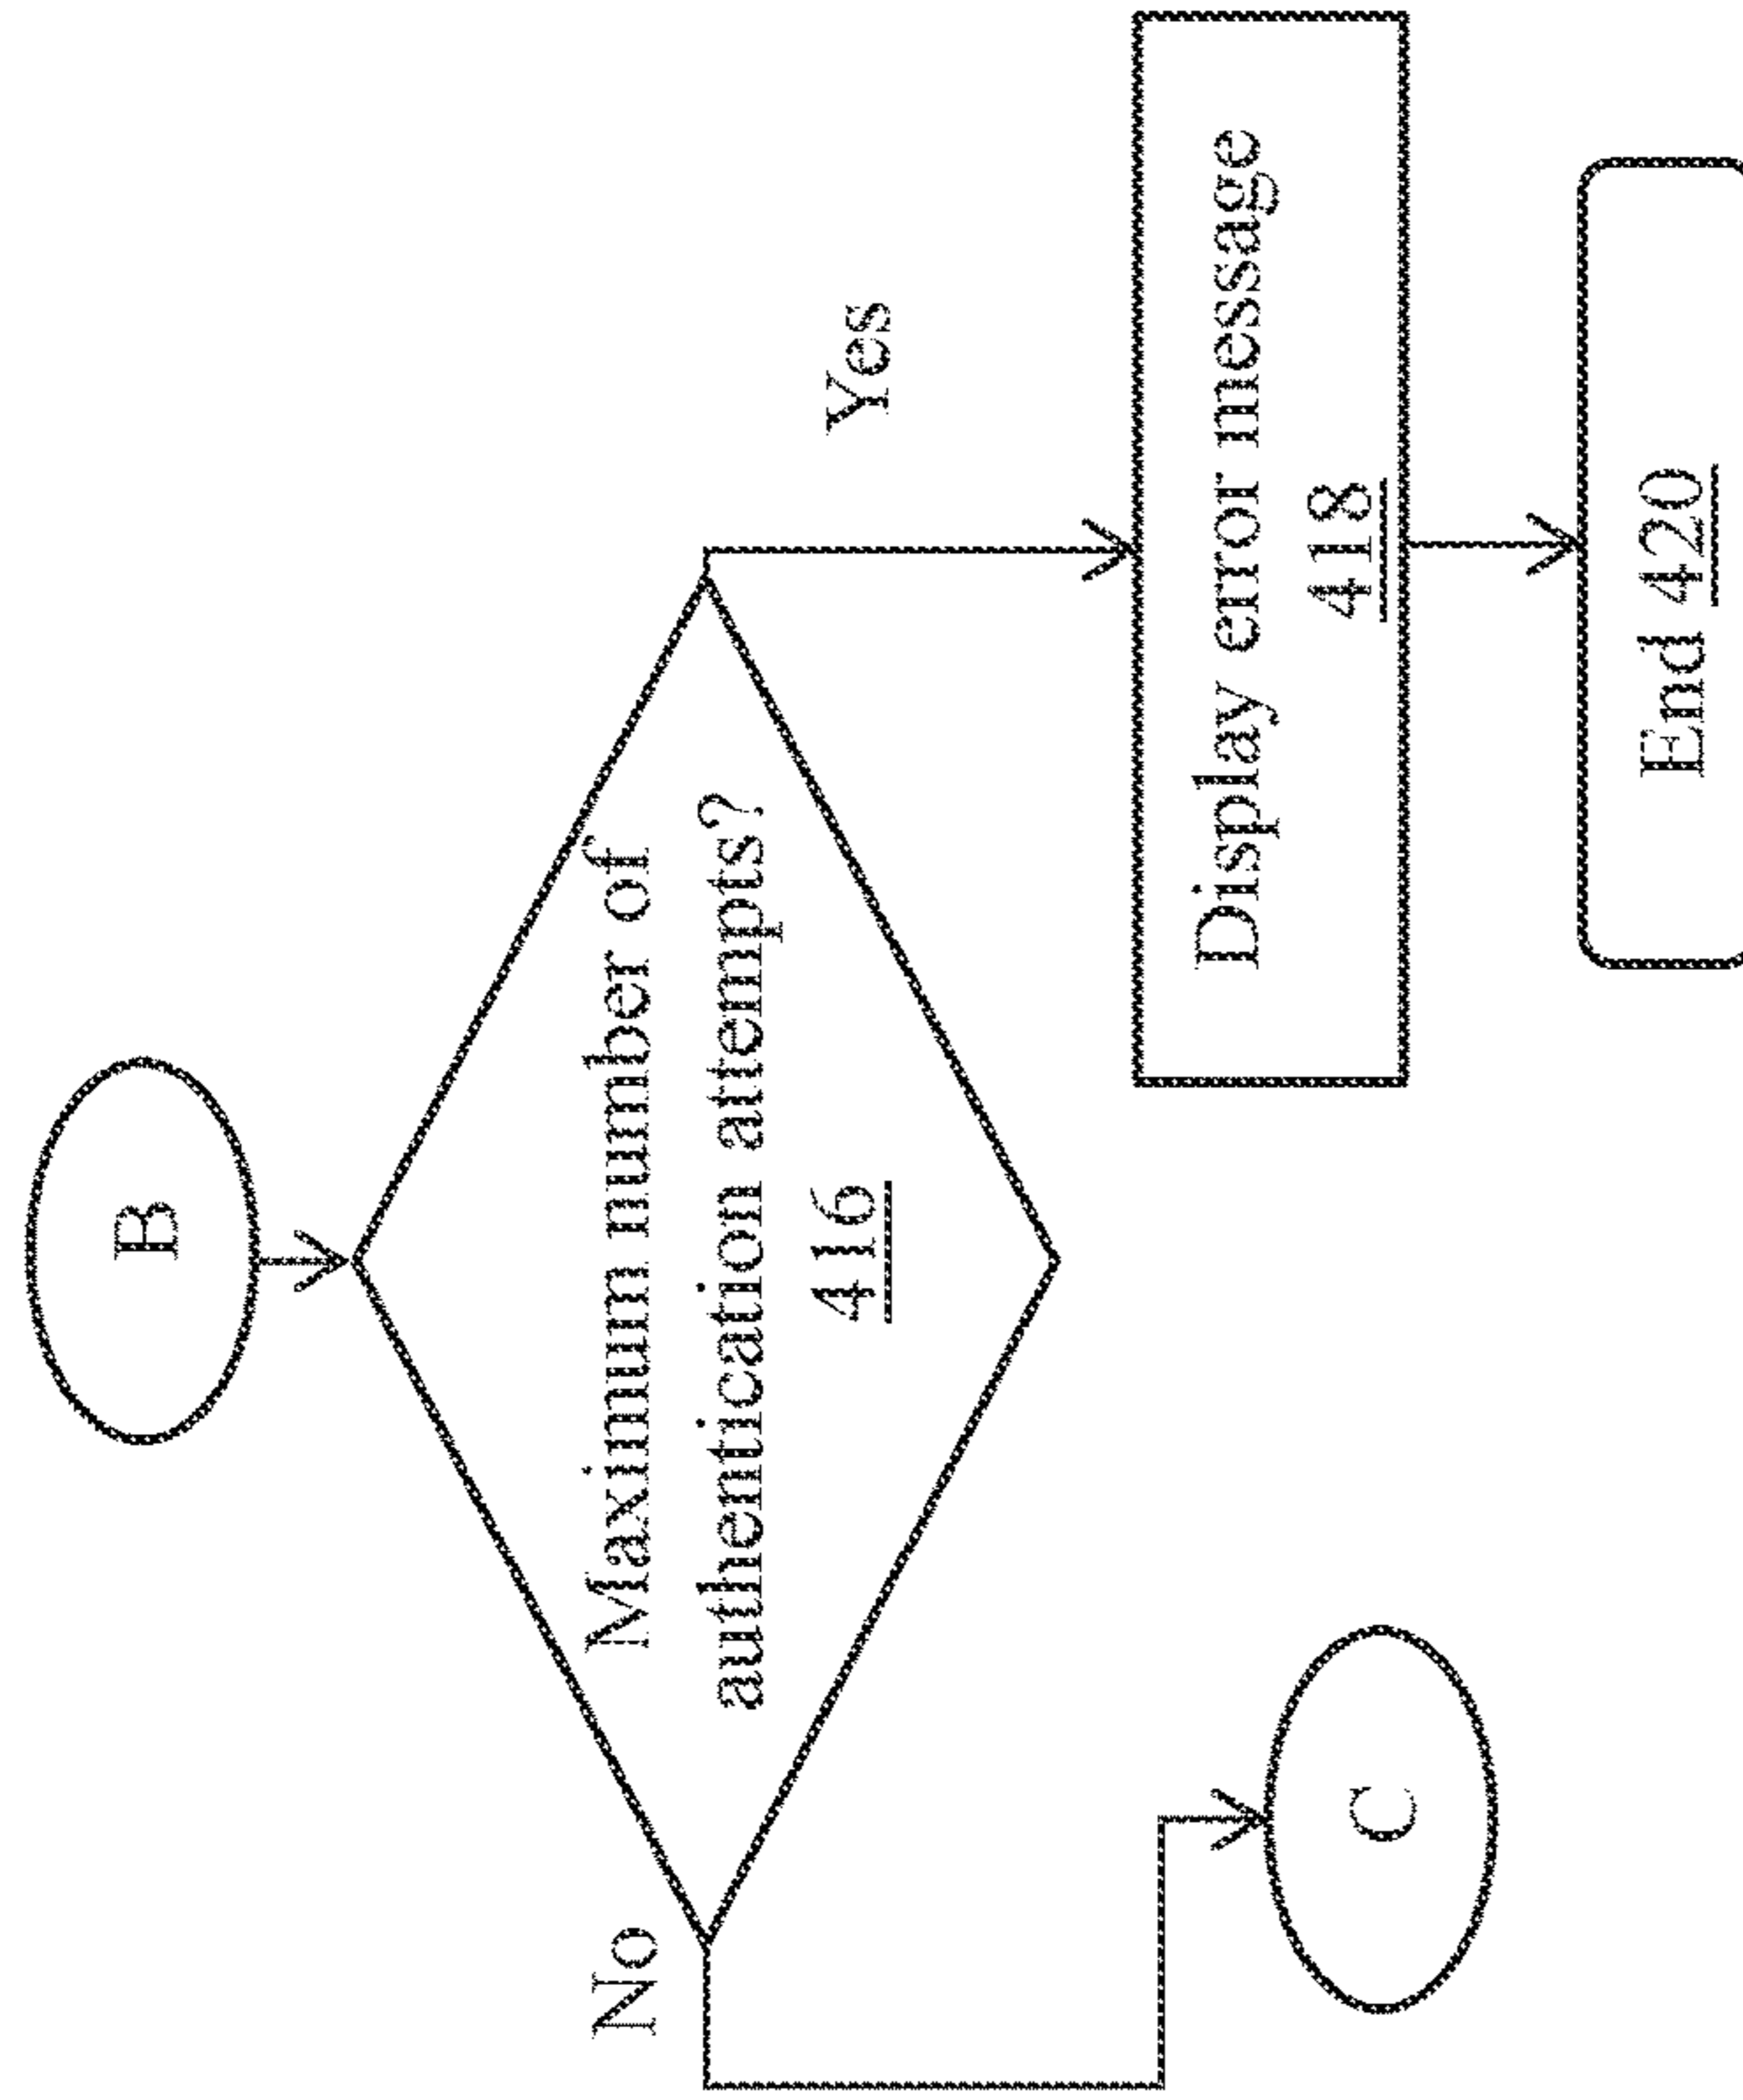 B
Maximum number of
authentication attempts?
416
No
Yes
C
Display error message
418
End 420